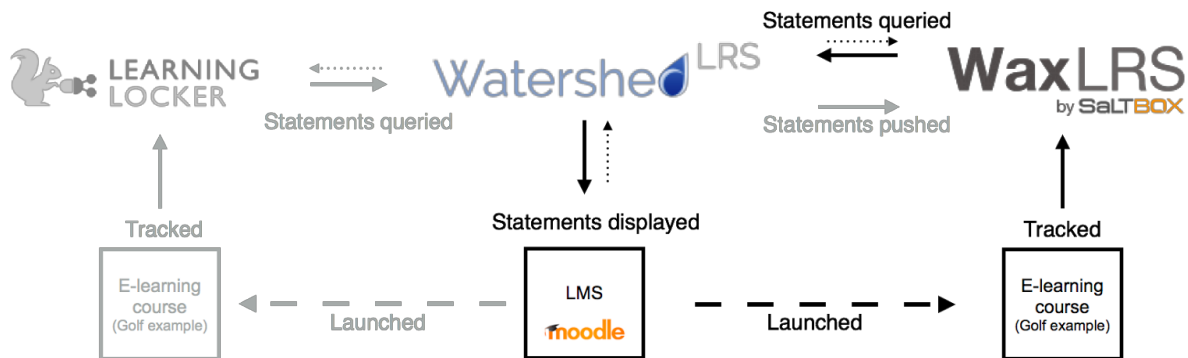 Statements queried
LEARNING
LOCKER
Watershed LRS
WaxLRS
by SaLTBOX
Statements queried
Statements pushed
Tracked
Statements displayed
Tracked
E-learning
course
(Golf example)
Launched
LMS
moodle
Launched
E-learning
course
(Golf example)